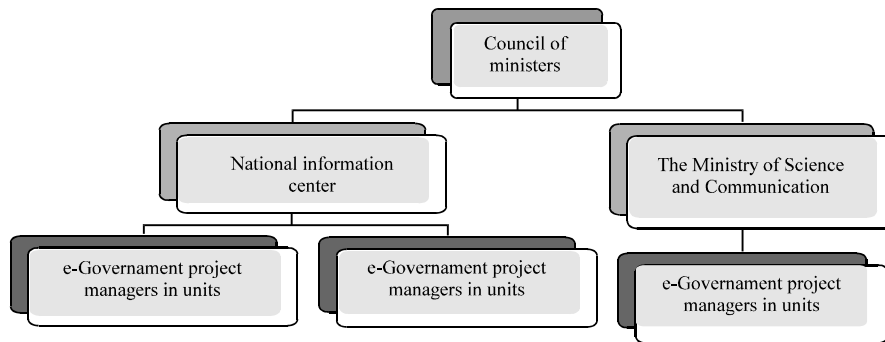 Council of
ministers
National information
center
The Ministry of Science
and Communication
e-Governament project
managers in units
e-Governament project
managers in units
e-Governament project
managers in units